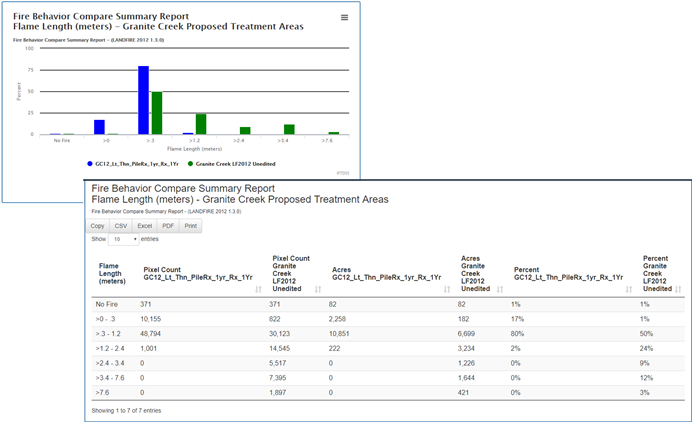 Fire Behavior Compare Summary Report
Flame Length (meters) – Granite Creek Proposed Treatment Areas
Fire Behavior Compare Summary Report – (LANDFIRE 2012 1.3.0)
100
75
50
25
0
Percent
No Fire >0 >.3 >1.2 >2.4 >3.4 >7.6
Flame Length (meters)
GC12_Lt_Thn_PileRx_1yr_Rx_1Yr Granite Creek LF2012 Unedited
IFTDSS
Fire Behavior Compare Summary Report
Flame Length (meters) - Granite Creek Proposed Treatment Areas
Fire Behavior Compare Summary Report - (LANDFIRE 2012 1.3.0)
Copy CSV Excel PDF Print
Show 10 entries
Flame Length (meters) Pixel Count GC12_Lt_Thn_PileRx_1yr_Rx_1Yr Pixel Count Granite Creek LF2012 Unedited Acres GC12_Lt_Thn_PileRx_1yr_Rx_1Yr Acres Granite Creek LF2012 Unedited Percent GC12_Lt_Thn_PileRx_1yr_Rx_1Yr Percent Granite Creek LF2012 Unedited
No Fire 371 371 82 82 1% 1%
>0 - .3 10,155 822 2,258 182 17% 1%
>.3 - 1.2 48,794 30,123 10,851 6,699 80% 50%
>1.2 - 2.4 1,001 14,545 222 3,234 2% 24%
>2.4 - 3.4 0 5,517 0 1,226 0% 9%
>3.4 - 7.6 0 7,395 0 1,644 0% 12%
>7.6 0 1,897 0 421 0% 3%
Showing 1 to 7 of 7 entries